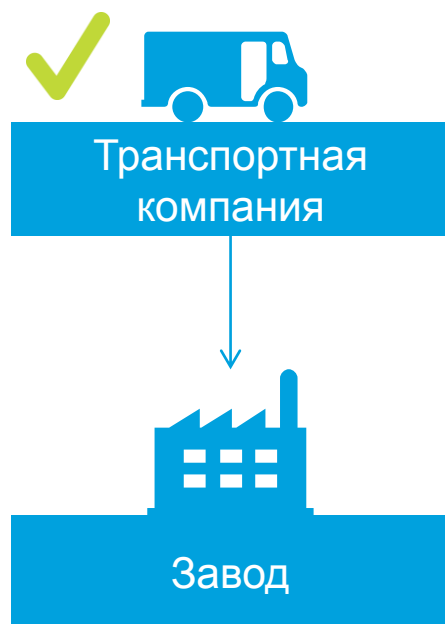 Транспортная
компания
Завод